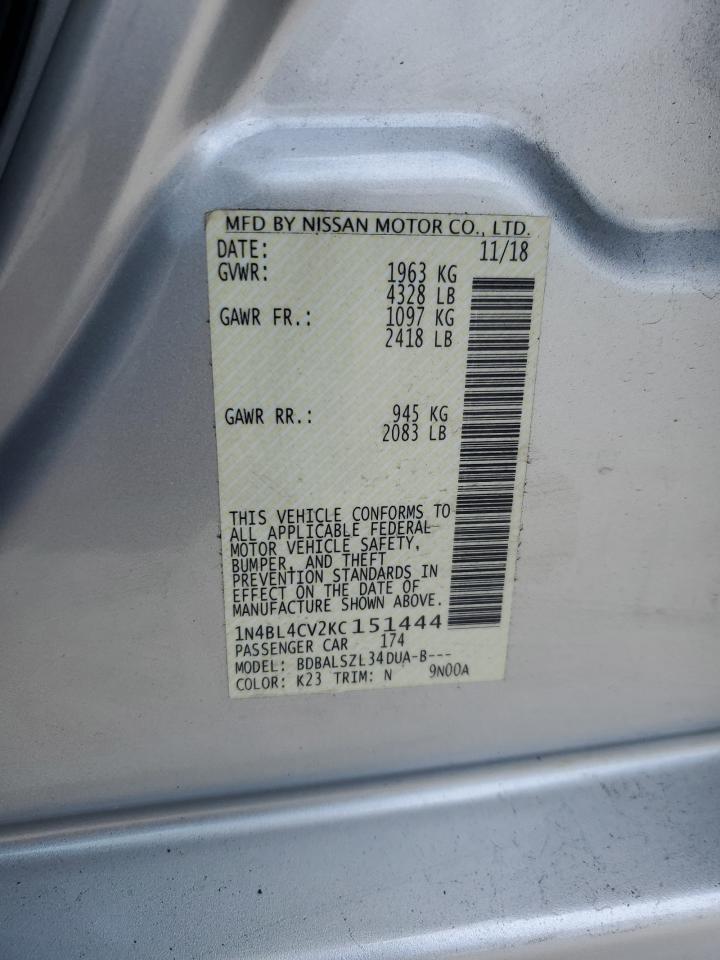 MFD BY NISSAN MOTOR CO., LTD.
DATE: 11/18
GVWR: 1963 KG
4328 LB
GAWR FR.: 1097 KG
2418 LB
GAWR RR.: 945 KG
2083 LB
THIS VEHICLE CONFORMS TO
ALL APPLICABLE FEDERAL
MOTOR VEHICLE SAFETY,
BUMPER, AND THEFT
PREVENTION STANDARDS IN
EFFECT ON THE DATE OF
MANUFACTURE SHOWN ABOVE.
1N4BL4CV2KC151444
PASSENGER CAR 174
MODEL: BDBALSZL34DUA-B---
COLOR: K23 TRIM: N 9N00A